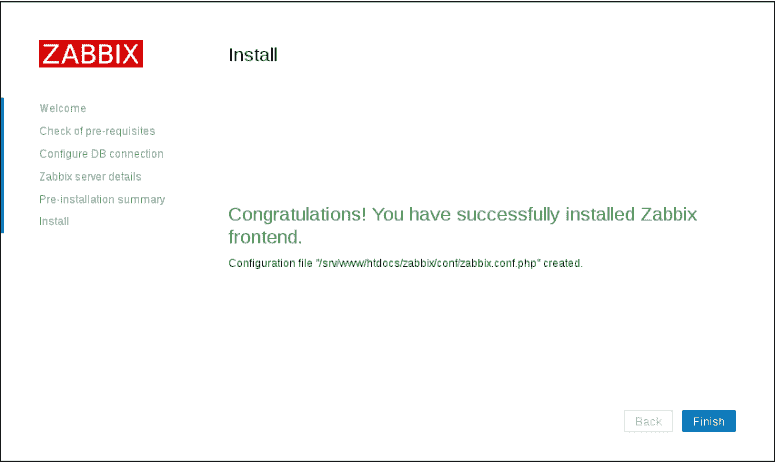 ZABBIX
Install
Welcome
Check of pre-requisites
Configure DB connection
Zabbix server details
Pre-installation summary
Install
Congratulations! You have successfully installed Zabbix
frontend.
Configuration file "/srv/www/htdocs/zabbix/conf/zabbix.conf.php" created.
Back
Finish